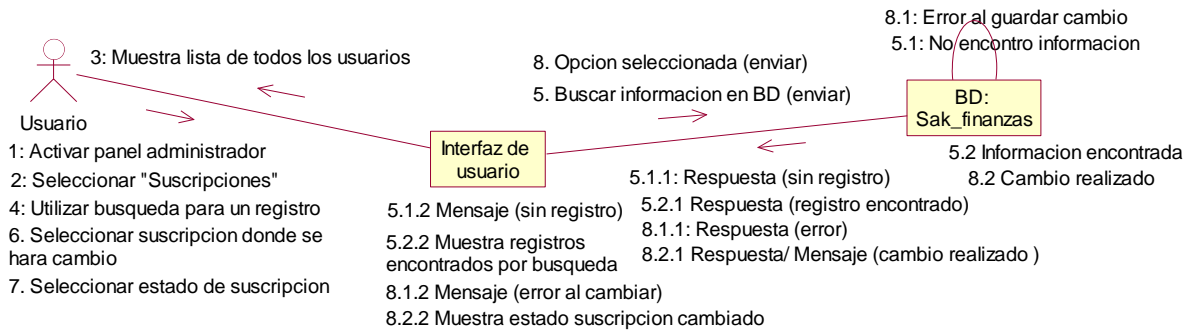 8.1: Error al guardar cambio
5.1: No encontro informacion
3: Muestra lista de todos los usuarios
8. Opcion seleccionada (enviar)
5. Buscar informacion en BD (enviar)
BD:
Sak_finanzas
Usuario
1: Activar panel administrador
2: Seleccionar "Suscripciones"
4: Utilizar busqueda para un registro
6. Seleccionar suscripcion donde se
hara cambio
7. Seleccionar estado de suscripcion
Interfaz de
usuario
5.1.2 Mensaje (sin registro)
5.2.2 Muestra registros
encontrados por busqueda
8.1.2 Mensaje (error al cambiar)
8.2.2 Muestra estado suscripcion cambiado
5.1.1: Respuesta (sin registro)
5.2.1 Respuesta (registro encontrado)
8.1.1: Respuesta (error)
8.2.1 Respuesta/ Mensaje (cambio realizado )
5.2 Informacion encontrada
8.2 Cambio realizado